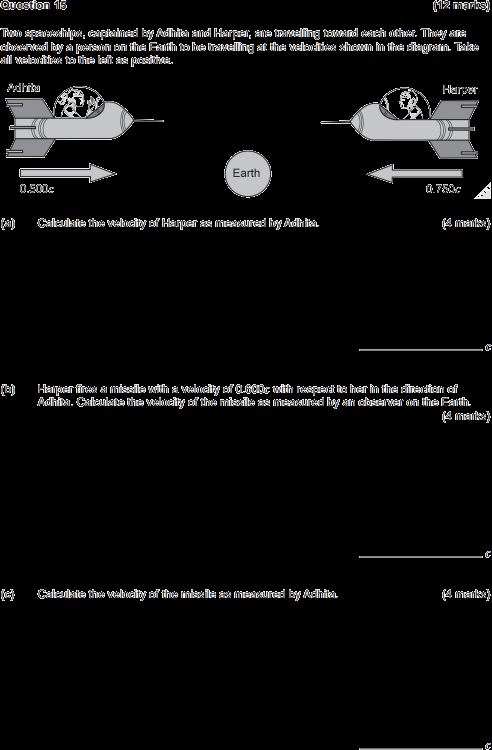 Question 15 (12 marks)
Two spaceships, captained by Adhita and Harper, are travelling toward each other. They are
observed by a person on the Earth to be travelling at the velocities shown in the diagram. Take
all velocities to the left as positive.
Adhita Harper
Earth
0.500c 0.750c
(a) Calculate the velocity of Harper as measured by Adhita. (4 marks)
c
(b) Harper fires a missile with a velocity of 0.600c with respect to her in the direction of
Adhita. Calculate the velocity of the missile as measured by an observer on the Earth.
(4 marks)
c
(c) Calculate the velocity of the missile as measured by Adhita. (4 marks)
c